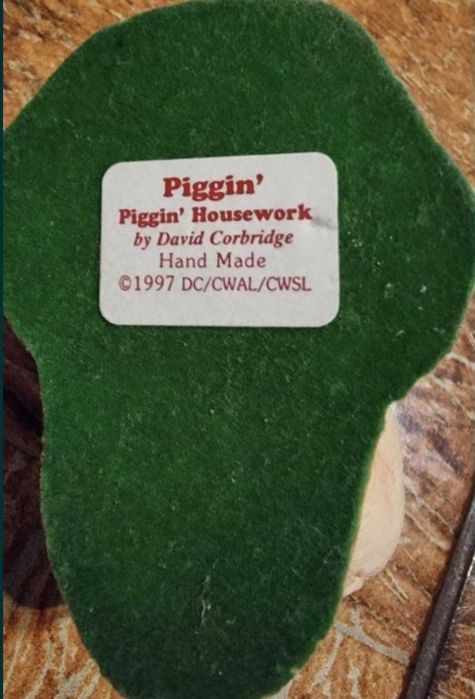 Piggin'
Piggin' Housework
by David Corbridge
Hand Made
©1997 DC/CWAL/CWSL